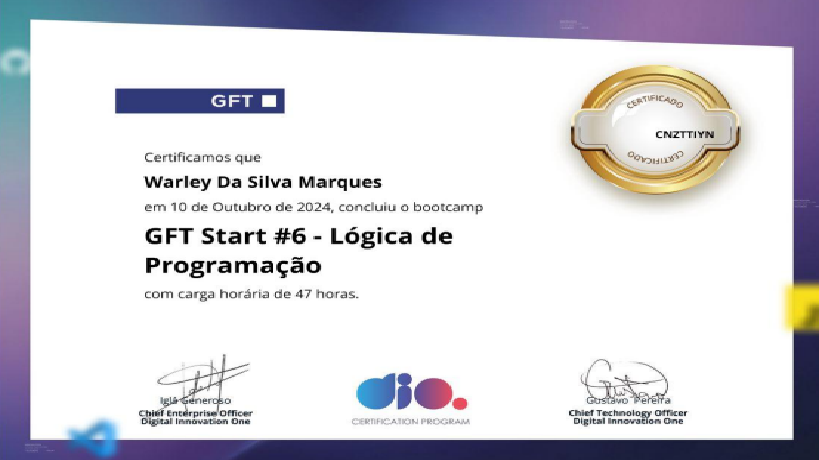 GFT
CERTIFICADO
CNZTTIYN
CERTIFICADO
Certificamos que
Warley Da Silva Marques
em 10 de Outubro de 2024, concluiu o bootcamp
GFT Start #6 - Lógica de
Programação
com carga horária de 47 horas.
Iglá Generoso
Chief Enterprise Officer
Digital Innovation One
dio.
CERTIFICATION PROGRAM
Gustavo Pereira
Chief Technology Officer
Digital Innovation One